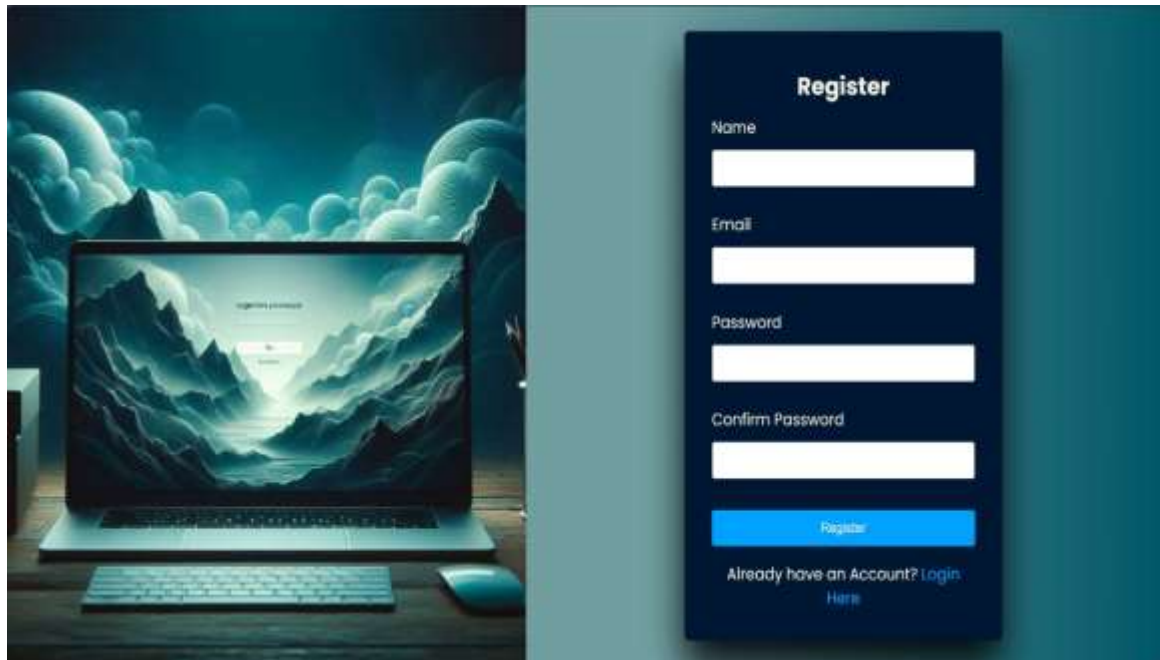 Register
Name
Email
Password
Confirm Password
Register
Already have an Account? Login
Here